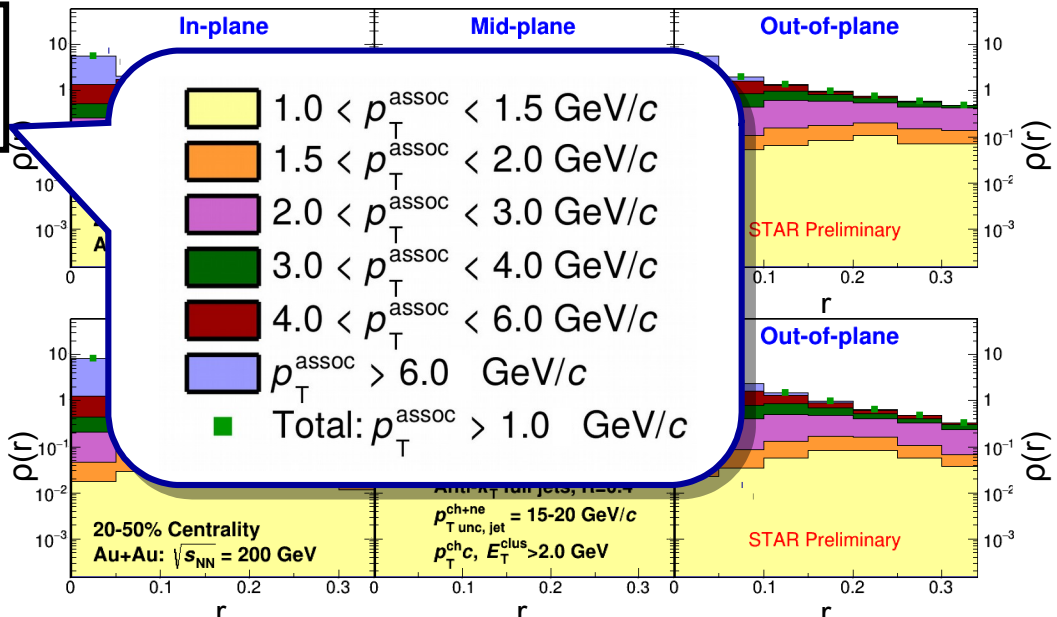 In-plane Mid-plane Out-of-plane
10 10
1 1
10⁻¹
10⁻²
10⁻³ 10⁻³
ρ(r)
1.0 < p_T^assoc < 1.5 GeV/c
1.5 < p_T^assoc < 2.0 GeV/c
2.0 < p_T^assoc < 3.0 GeV/c
3.0 < p_T^assoc < 4.0 GeV/c
4.0 < p_T^assoc < 6.0 GeV/c
p_T^assoc > 6.0 GeV/c
Total: p_T^assoc > 1.0 GeV/c
STAR Preliminary
0 0.1 0.2 0.3
r
Out-of-plane
10 10
1 1
10⁻¹ 10⁻¹
10⁻² 10⁻²
10⁻³ 10⁻³
ρ(r) ρ(r)
20-50% Centrality
Au+Au: √s_NN = 200 GeV
Anti-k_T full jets, R=0.4
p_T unc, jet^ch+ne = 15-20 GeV/c
p_T^ch c, E_T^clus >2.0 GeV
STAR Preliminary
0 0.1 0.2 0.3 0 0.1 0.2 0.3 0 0.1 0.2 0.3
r r r